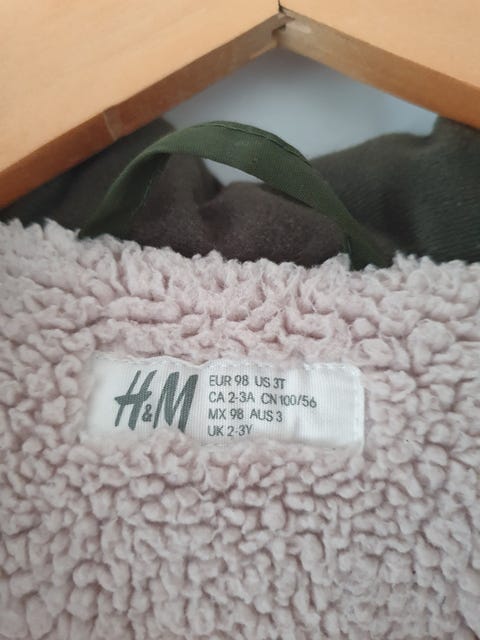 H&M
EUR 98 US 3T
CA 2-3A CN 100/56
MX 98 AUS 3
UK 2-3Y